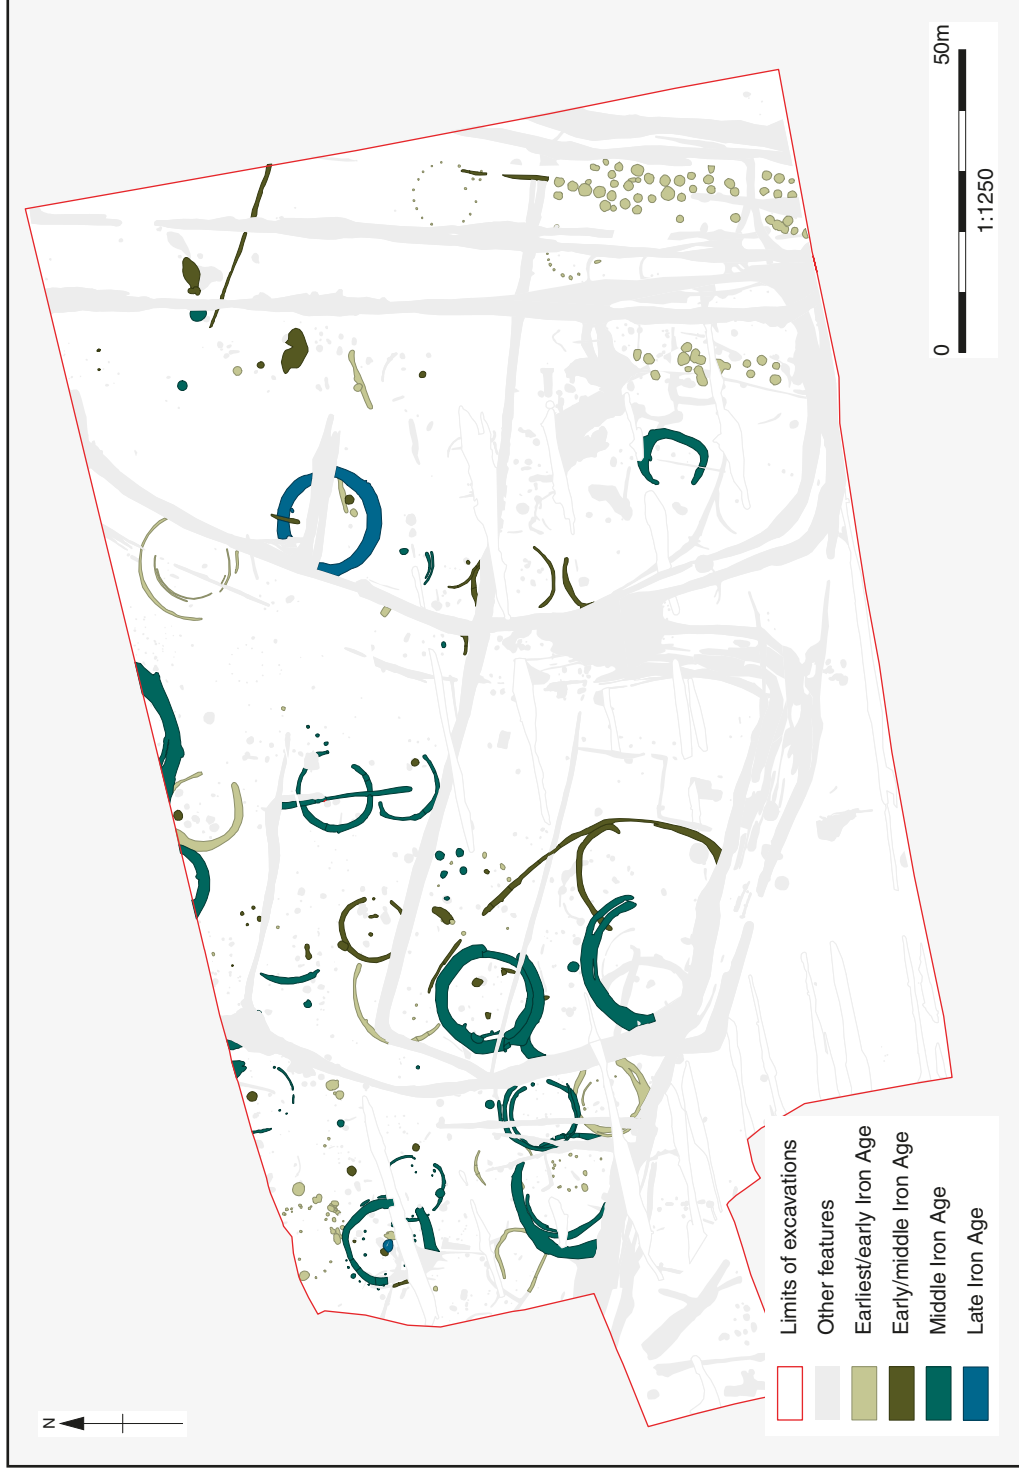 N
Limits of excavations
Other features
Earliest/early Iron Age
Early/middle Iron Age
Middle Iron Age
Late Iron Age
0
50m
1:1250